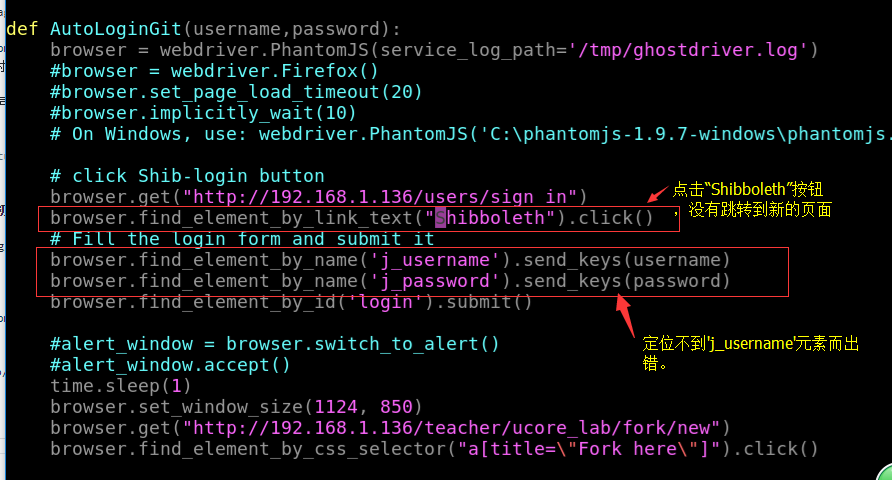 def AutoLoginGit(username,password):
browser = webdriver.PhantomJS(service_log_path='/tmp/ghostdriver.log')
#browser = webdriver.Firefox()
#browser.set_page_load_timeout(20)
#browser.implicitly_wait(10)
# On Windows, use: webdriver.PhantomJS('C:\phantomjs-1.9.7-windows\phantomjs.
# click Shib-login button
browser.get("http://192.168.1.136/users/sign_in")
点击“Shibboleth”按钮
browser.find_element_by_link_text("Shibboleth").click()
，没有跳转到新的页面
# Fill the login form and submit it
browser.find_element_by_name('j_username').send_keys(username)
browser.find_element_by_name('j_password').send_keys(password)
browser.find_element_by_id('login').submit()
#alert_window = browser.switch_to_alert()
定位不到'j_username'元素而出
错。
#alert_window.accept()
time.sleep(1)
browser.set_window_size(1124, 850)
browser.get("http://192.168.1.136/teacher/ucore_lab/fork/new")
browser.find_element_by_css_selector("a[title=\"Fork here\"]").click()